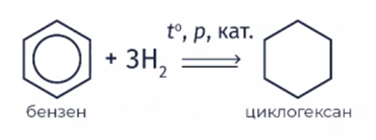 t°, p, кат.
+ 3H₂
бензен
циклогексан